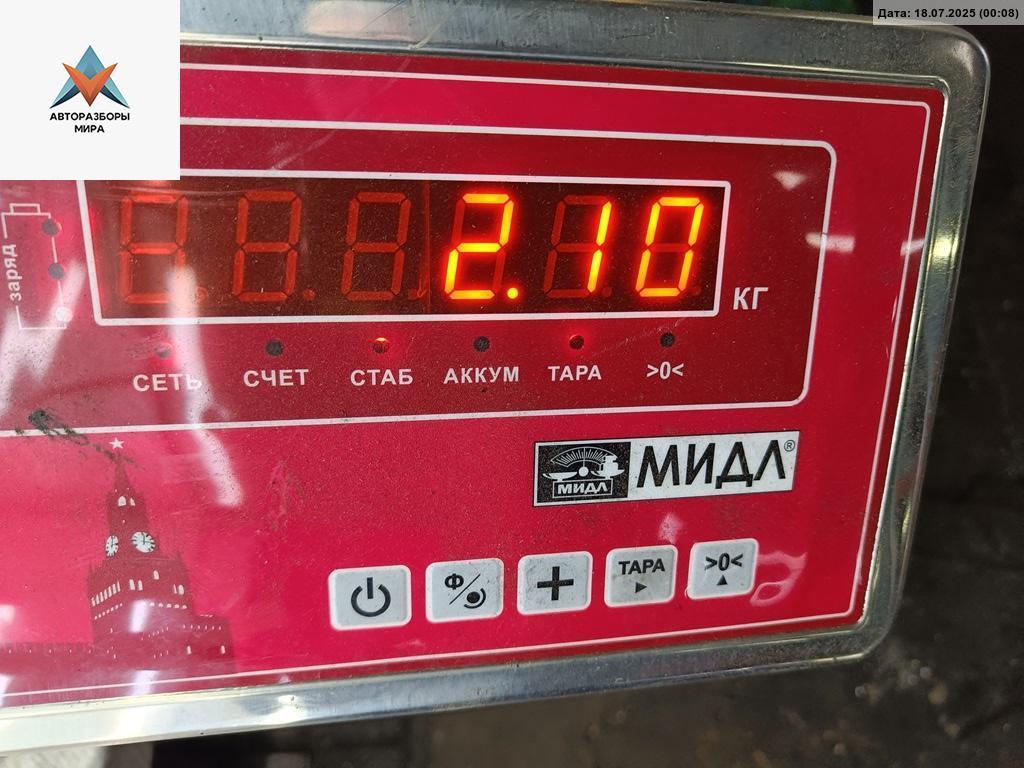 Дата: 18.07.2025 (00:08)
АВТОРАЗБОРЫ
МИРА
заряд
2.10
КГ
СЕТЬ СЧЕТ СТАБ АККУМ ТАРА >0<
МИДЛ МИДЛ®
Ф ТАРА >0<